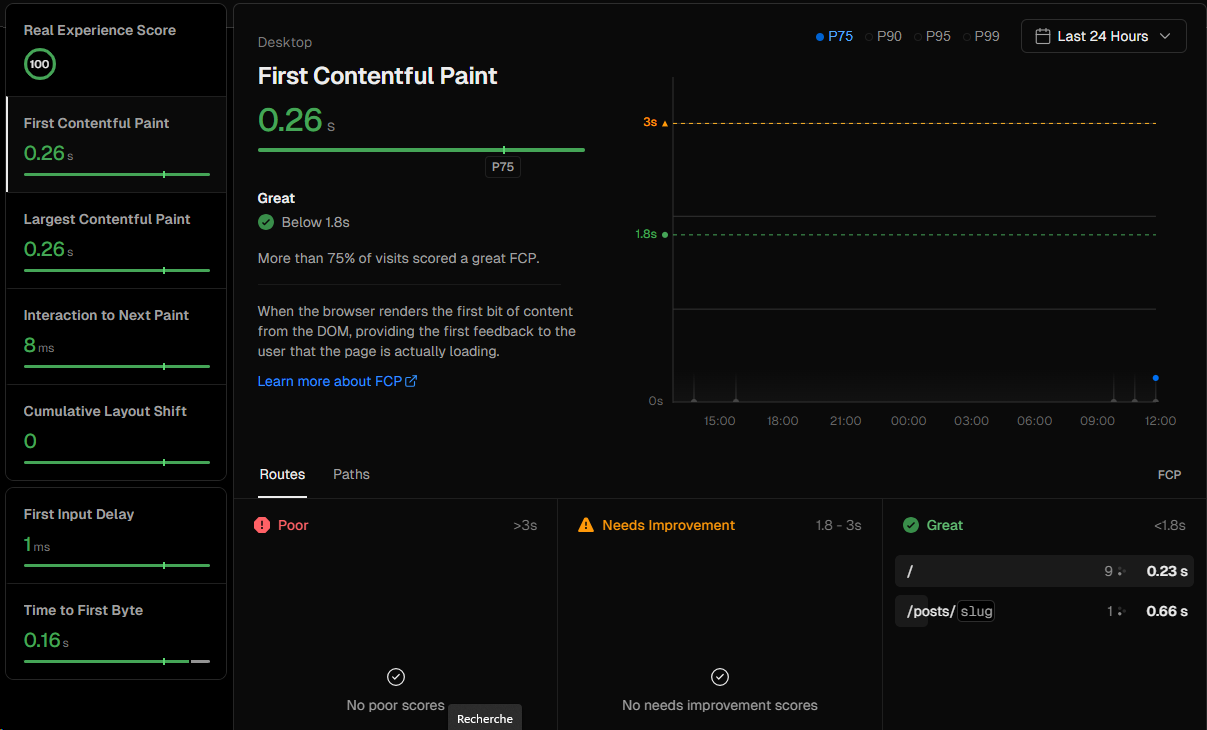 Real Experience Score
100
First Contentful Paint
0.26 s
Largest Contentful Paint
0.26 s
Interaction to Next Paint
8 ms
Cumulative Layout Shift
0
First Input Delay
1 ms
Time to First Byte
0.16 s
Desktop
First Contentful Paint
0.26 s
P75
Great
Below 1.8s
More than 75% of visits scored a great FCP.
When the browser renders the first bit of content
from the DOM, providing the first feedback to the
user that the page is actually loading.
Learn more about FCP
P75 P90 P95 P99
Last 24 Hours
3s
1.8s
0s
15:00 18:00 21:00 00:00 03:00 06:00 09:00 12:00
Routes Paths FCP
Poor >3s
No poor scores
Needs Improvement 1.8 - 3s
No needs improvement scores
Great <1.8s
/ 9 0.23 s
/posts/ slug 1 0.66 s
Recherche